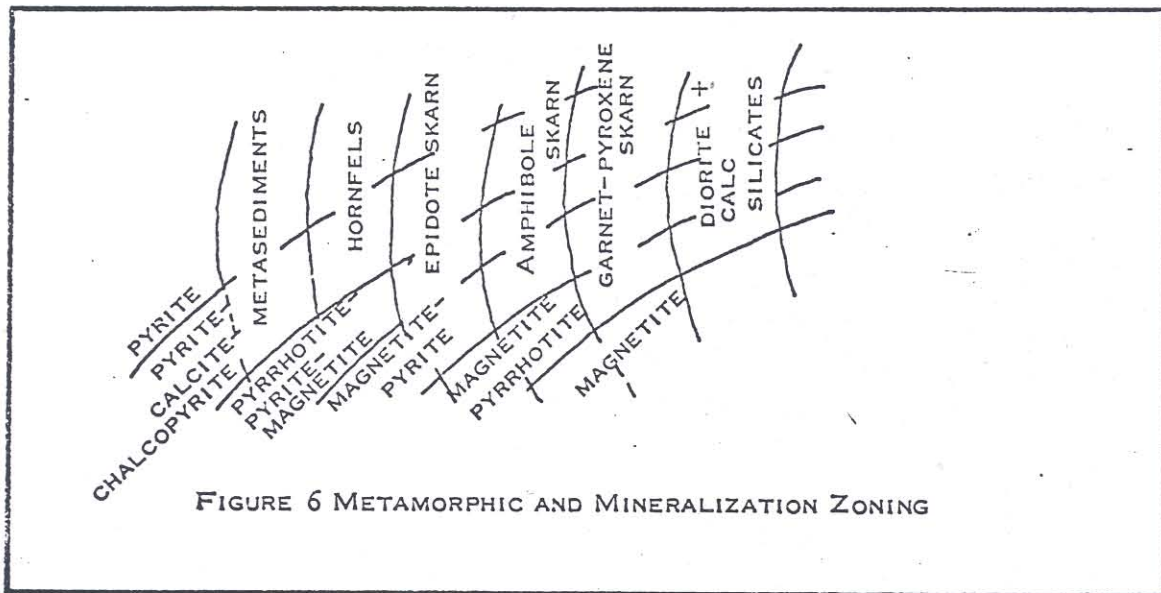 METASEDIMENTS
HORNFELS
EPIDOTE SKARN
AMPHIBOLE
SKARN
GARNET-PYROXENE
SKARN
DIORITE +
CALC
SILICATES
PYRITE
PYRITE-
CALCITE-
CHALCOPYRITE
PYRRHOTITE-
PYRITE-
MAGNETITE
MAGNETITE-
PYRITE
MAGNETITE
PYRRHOTITE
MAGNETITE
FIGURE 6 METAMORPHIC AND MINERALIZATION ZONING